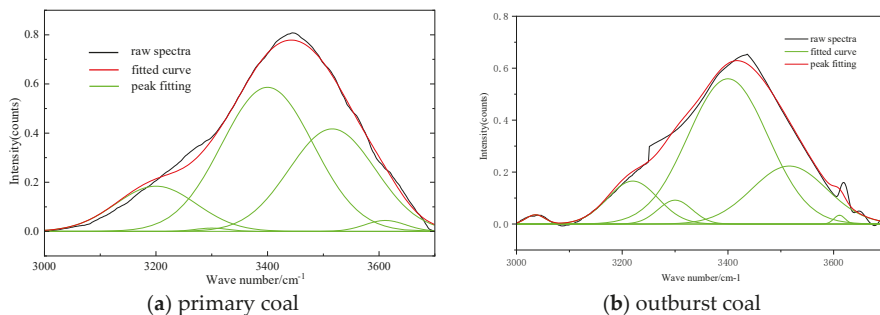 0.8
0.6
0.4
0.2
0.0
Intensity(counts)
raw spectra
fitted curve
peak fitting
3000
3200
3400
3600
Wave number/cm-1
(a) primary coal
0.8
0.6
0.4
0.2
0.0
Intensity(counts)
raw spectra
fitted curve
peak fitting
3000
3200
3400
3600
Wave number/cm-1
(b) outburst coal